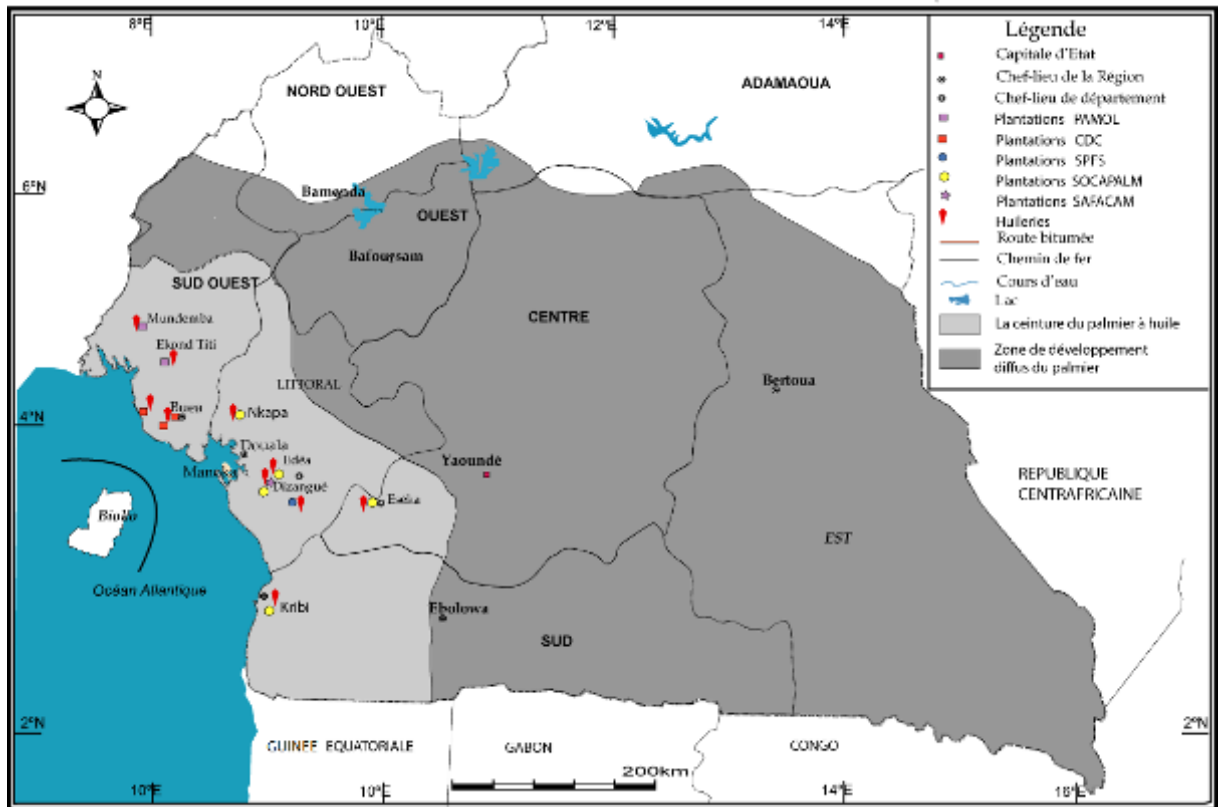 8°E
10°E
12°E
14°E
N
NORD OUEST
ADAMAOUA
6°N
Bamenda
OUEST
Bafoussam
SUD OUEST
Mundemba
CENTRE
Ekond Titi
LITTORAL
Bertoua
Buea
Nkapa
4°N
Douala
Yaoundé
Edéa
Manoka
Dizangué
REPUBLIQUE
CENTRAFRICAINE
Eséka
EST
Océan Atlantique
Kribi
Ebolowa
SUD
2°N
2°N
GUINEE EQUATORIALE
GABON
CONGO
200km
10°E
10°E
14°E
16°E
Légende
Capitale d'Etat
Chef-lieu de la Région
Chef-lieu de département
Plantations PAMOL
Plantations CDC
Plantations SPFS
Plantations SOCAPALM
Plantations SAFACAM
Huileries
Route bitumée
Chemin de fer
Cours d'eau
Lac
La ceinture du palmier à huile
Zone de développement
diffus du palmier